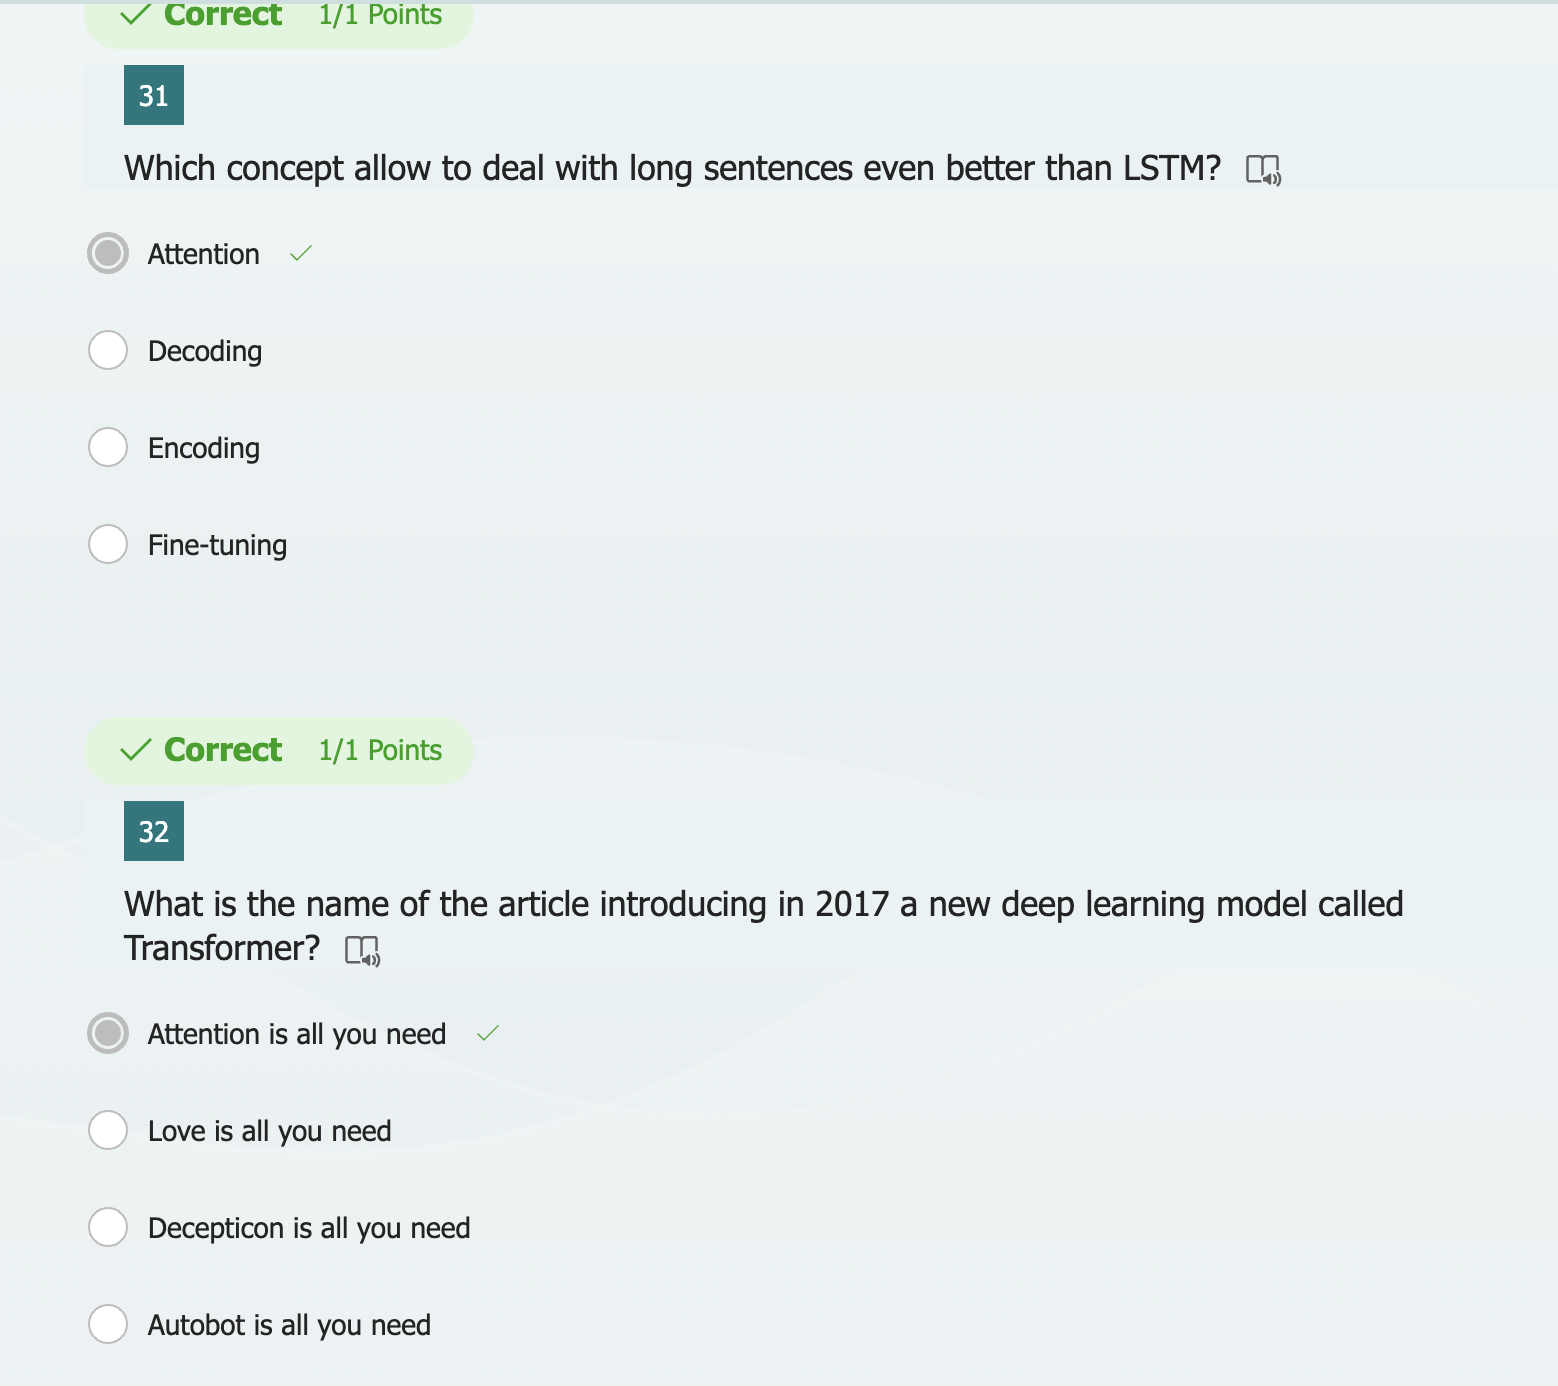 Correct 1/1 Points
31
Which concept allow to deal with long sentences even better than LSTM?
Attention
Decoding
Encoding
Fine-tuning
Correct 1/1 Points
32
What is the name of the article introducing in 2017 a new deep learning model called
Transformer?
Attention is all you need
Love is all you need
Decepticon is all you need
Autobot is all you need